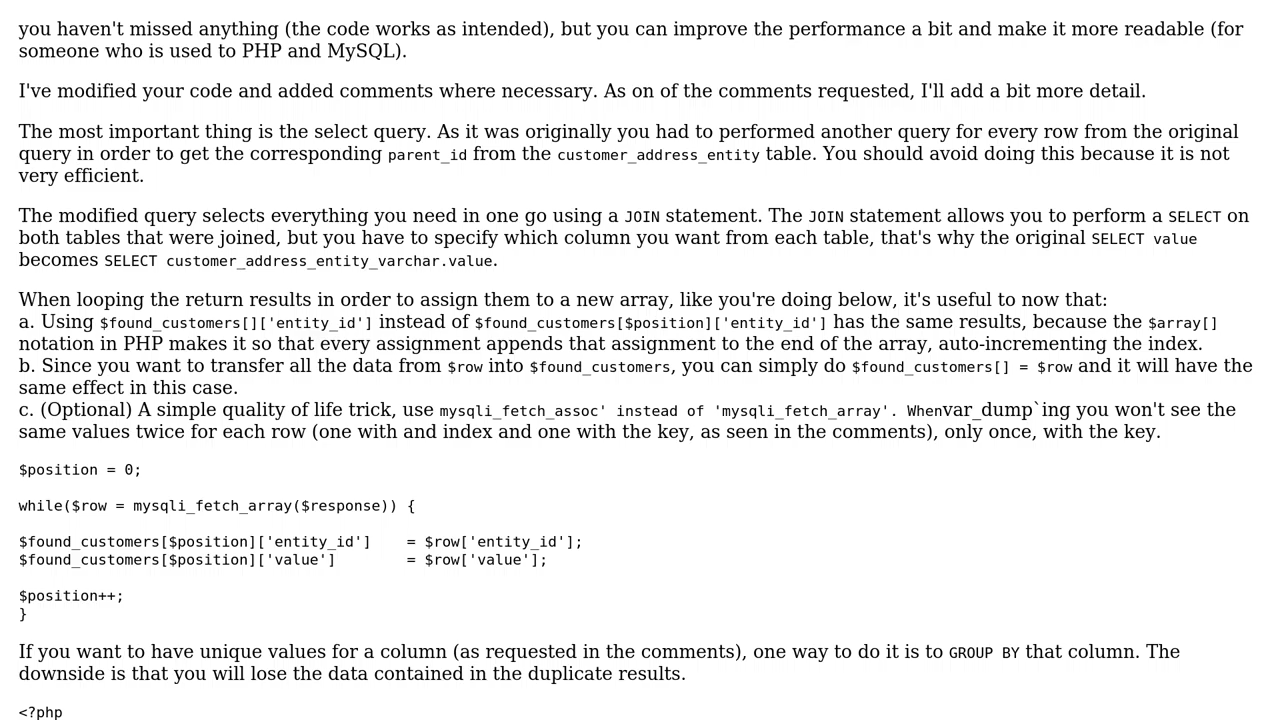 you haven't missed anything (the code works as intended), but you can improve the performance a bit and make it more readable (for
someone who is used to PHP and MySQL).
I've modified your code and added comments where necessary. As on of the comments requested, I'll add a bit more detail.
The most important thing is the select query. As it was originally you had to performed another query for every row from the original
query in order to get the corresponding parent_id from the customer_address_entity table. You should avoid doing this because it is not
very efficient.
The modified query selects everything you need in one go using a JOIN statement. The JOIN statement allows you to perform a SELECT on
both tables that were joined, but you have to specify which column you want from each table, that's why the original SELECT value
becomes SELECT customer_address_entity_varchar.value.
When looping the return results in order to assign them to a new array, like you're doing below, it's useful to now that:
a. Using $found_customers[]['entity_id'] instead of $found_customers[$position]['entity_id'] has the same results, because the $array[]
notation in PHP makes it so that every assignment appends that assignment to the end of the array, auto-incrementing the index.
b. Since you want to transfer all the data from $row into $found_customers, you can simply do $found_customers[] = $row and it will have the
same effect in this case.
c. (Optional) A simple quality of life trick, use mysqli_fetch_assoc' instead of 'mysqli_fetch_array'. Whenvar_dump`ing you won't see the
same values twice for each row (one with and index and one with the key, as seen in the comments), only once, with the key.
$position = 0;
while($row = mysqli_fetch_array($response)) {
$found_customers[$position]['entity_id']    = $row['entity_id'];
$found_customers[$position]['value']        = $row['value'];
$position++;
}
If you want to have unique values for a column (as requested in the comments), one way to do it is to GROUP BY that column. The
downside is that you will lose the data contained in the duplicate results.
<?php